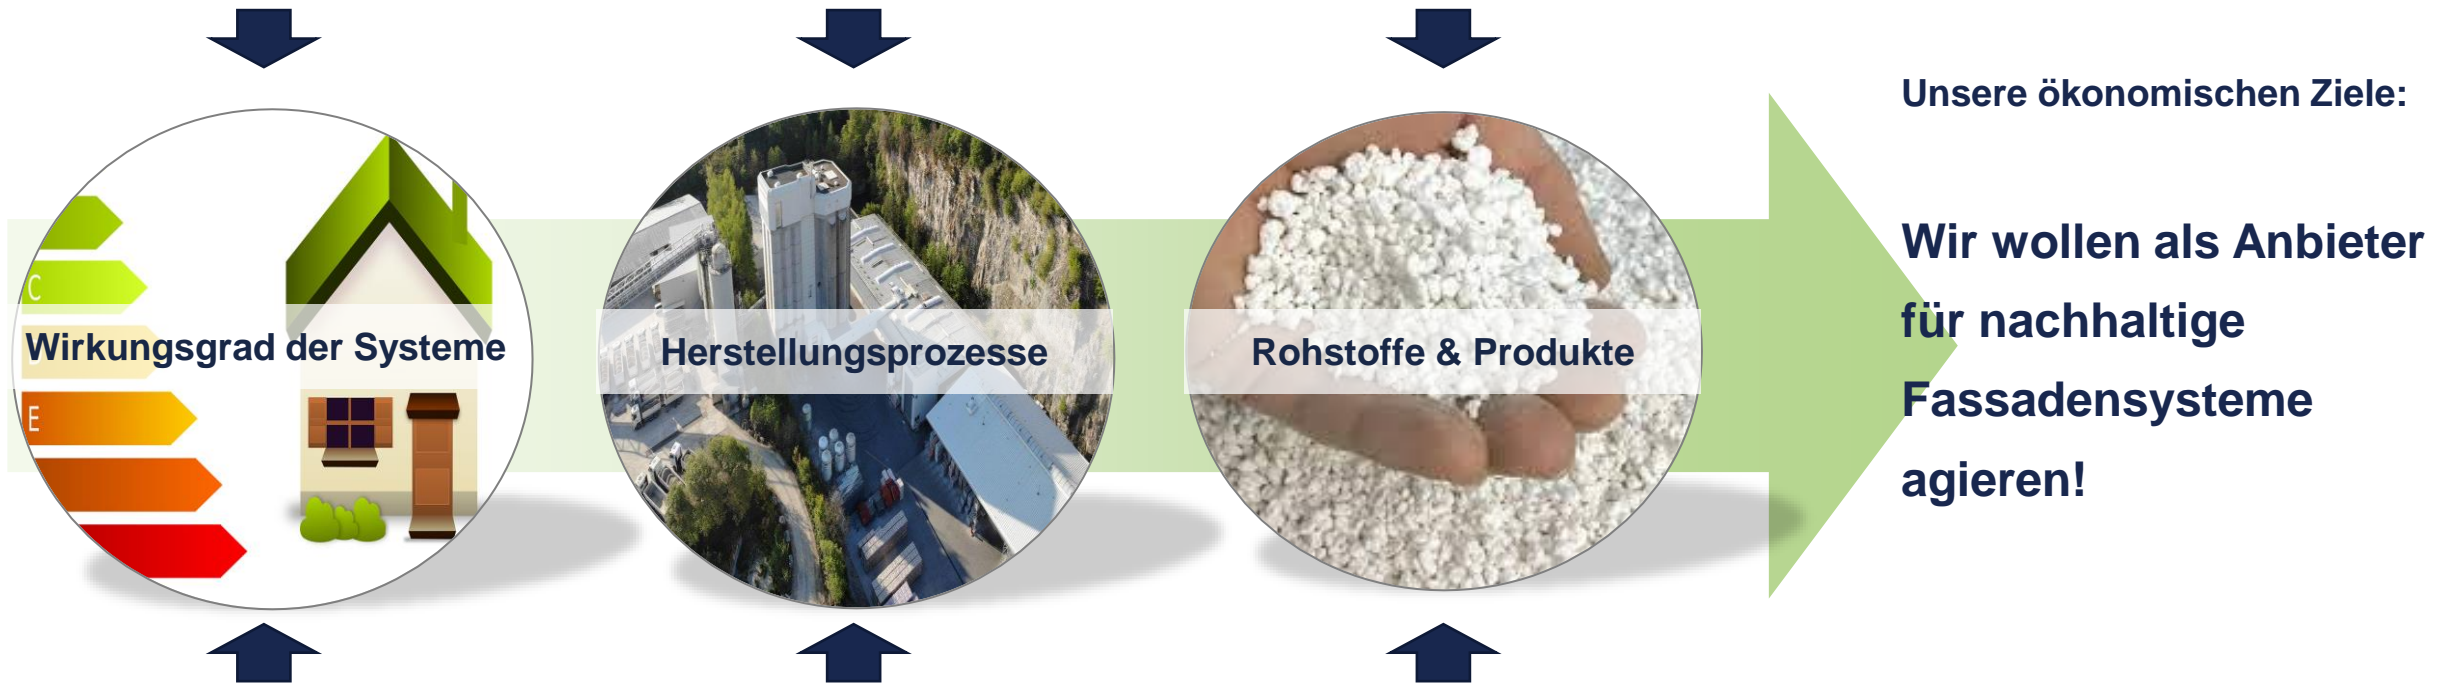 Unsere ökonomischen Ziele:
Wir wollen als Anbieter
für nachhaltige
Fassadensysteme
agieren!
C
Wirkungsgrad der Systeme
E
Herstellungsprozesse
Rohstoffe & Produkte